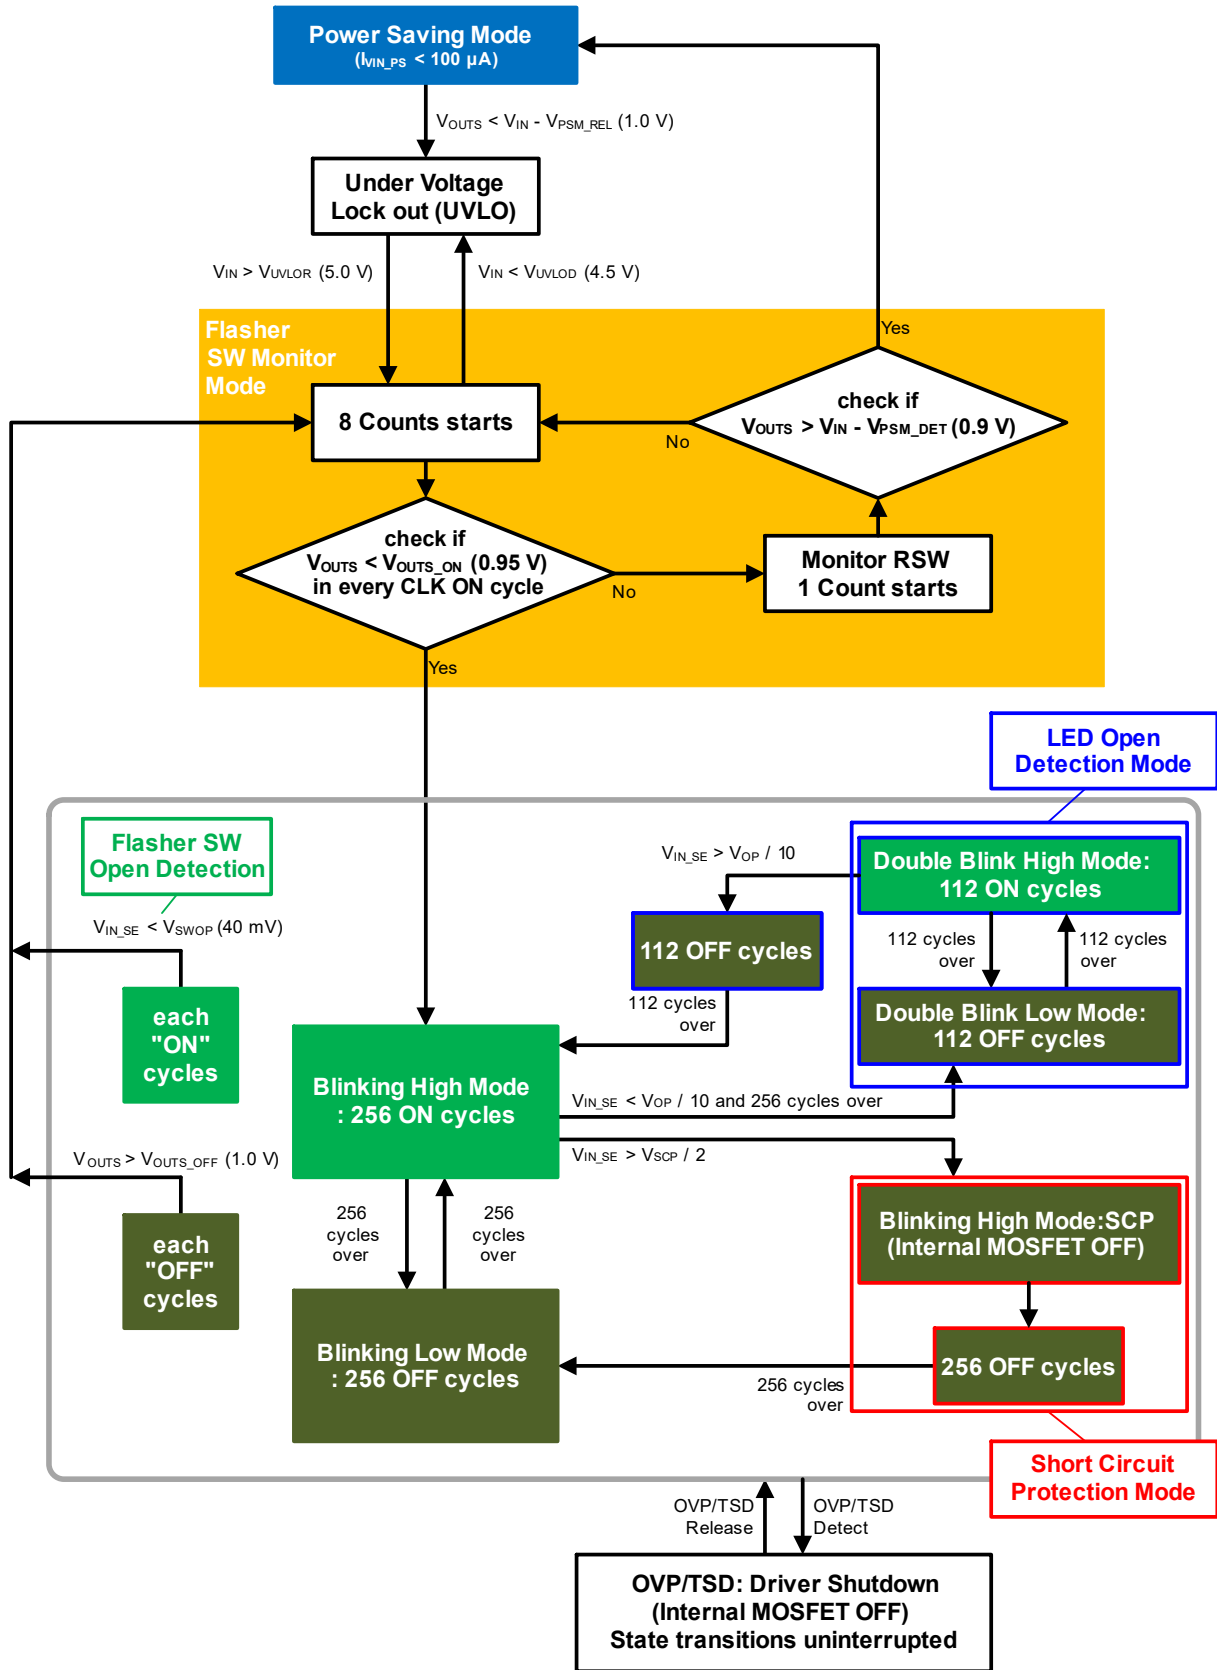 Power Saving Mode
(IVIN_PS < 100 μA)
VOUTS < VIN - VPSM_REL (1.0 V)
Under Voltage
Lock out (UVLO)
VIN > VUVLOR (5.0 V)
VIN < VUVLOD (4.5 V)
Flasher
SW Monitor
Mode
Yes
8 Counts starts
check if
VOUTS > VIN - VPSM_DET (0.9 V)
No
check if
VOUTS < VOUTS_ON (0.95 V)
in every CLK ON cycle
No
Monitor RSW
1 Count starts
Yes
LED Open
Detection Mode
Flasher SW
Open Detection
VIN_SE > VOP / 10
Double Blink High Mode:
112 ON cycles
VIN_SE < VSWOP (40 mV)
112 OFF cycles
112 cycles
over
112 cycles
over
112 cycles
over
Double Blink Low Mode:
112 OFF cycles
each
"ON"
cycles
Blinking High Mode
: 256 ON cycles
VIN_SE < VOP / 10 and 256 cycles over
VIN_SE > VSCP / 2
VOUTS > VOUTS_OFF (1.0 V)
256
cycles
over
256
cycles
over
Blinking High Mode:SCP
(Internal MOSFET OFF)
each
"OFF"
cycles
Blinking Low Mode
: 256 OFF cycles
256 OFF cycles
256 cycles
over
Short Circuit
Protection Mode
OVP/TSD
Release
OVP/TSD
Detect
OVP/TSD: Driver Shutdown
(Internal MOSFET OFF)
State transitions uninterrupted